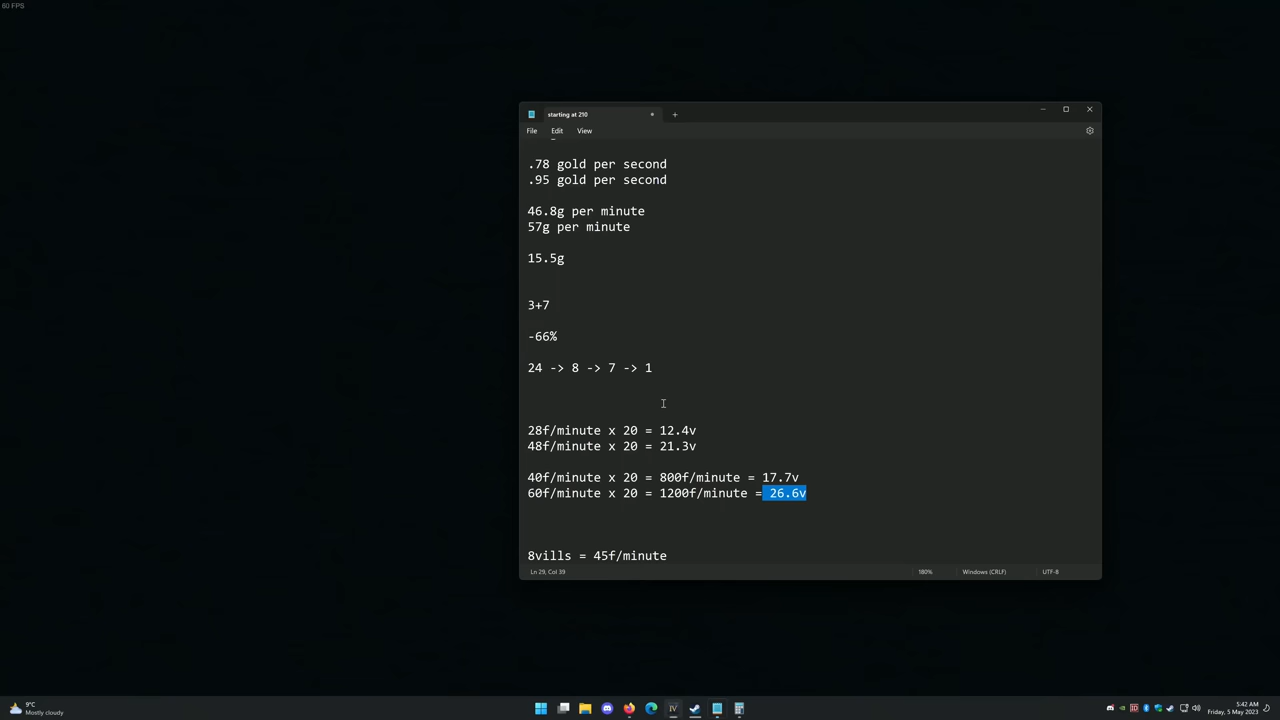 60 FPS
starting at 210
File Edit View
.78 gold per second
.95 gold per second
46.8g per minute
57g per minute
15.5g
3+7
-66%
24 -> 8 -> 7 -> 1
28f/minute x 20 = 12.4v
48f/minute x 20 = 21.3v
40f/minute x 20 = 800f/minute = 17.7v
60f/minute x 20 = 1200f/minute = 26.6v
8vills = 45f/minute
Ln 29, Col 39 180% Windows (CRLF) UTF-8
9°C
Mostly cloudy
IV
5:42 AM
Friday, 5 May 2023